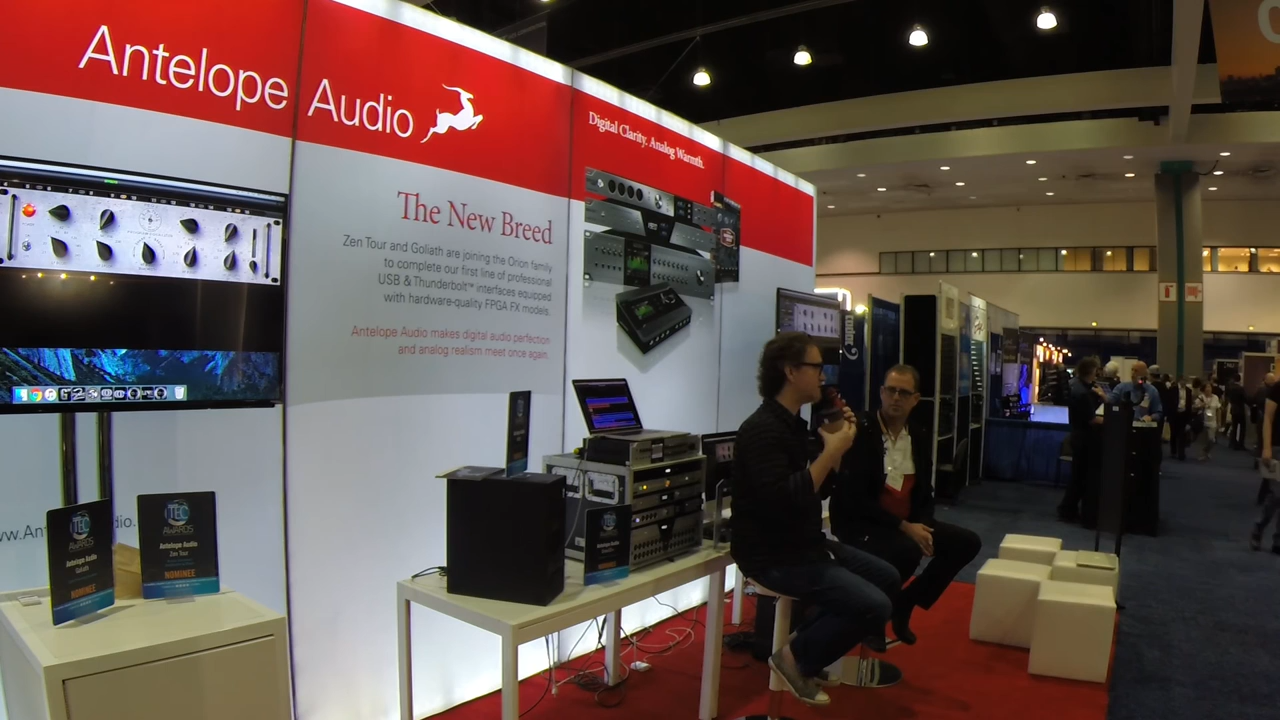 Antelope Audio
Digital Clarity. Analog Warmth.
The New Breed
Zen Tour and Goliath are joining the Orion family
to complete our first line of professional
USB & Thunderbolt™ interfaces equipped
with hardware-quality FPGA FX models.
Antelope Audio makes digital audio perfection
and analog realism meet once again.
TEC
AWARDS
Antelope Audio
Goliath
NOMINEE
TEC
AWARDS
Antelope Audio
Zen Tour
NOMINEE
TEC
AWARDS
NOMINEE